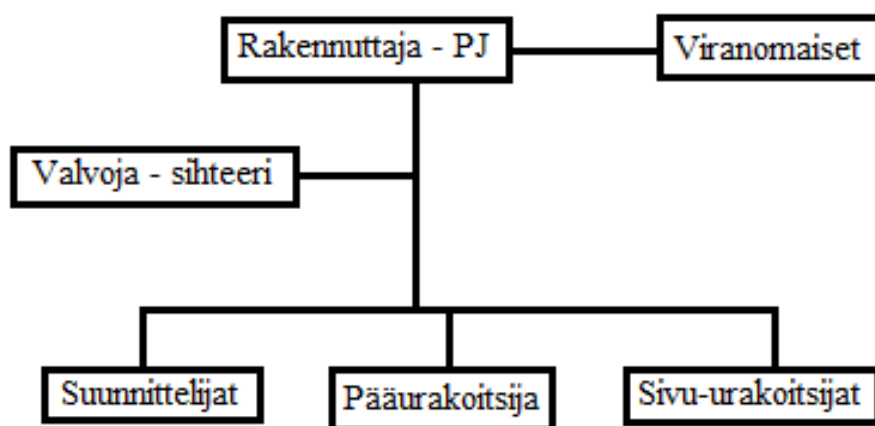 Rakennuttaja - PJ
Viranomaiset
Valvoja - sihteeri
Suunnittelijat
Pääurakoitsija
Sivu-urakoitsijat